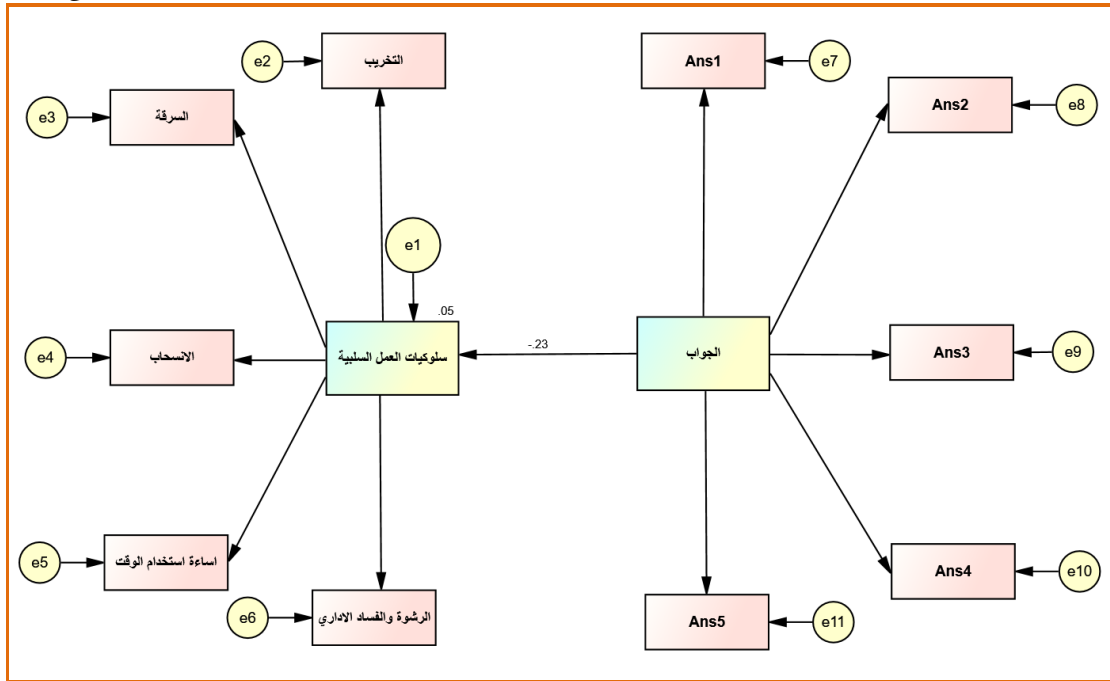 e2
التخريب
Ans1
e7
e3
السرقة
Ans2
e8
e1
.05
سلوكيات العمل السلبية
-.23
الجواب
e4
الانسحاب
Ans3
e9
e5
اساءة استخدام الوقت
Ans4
e10
e6
الرشوة والفساد الاداري
Ans5
e11